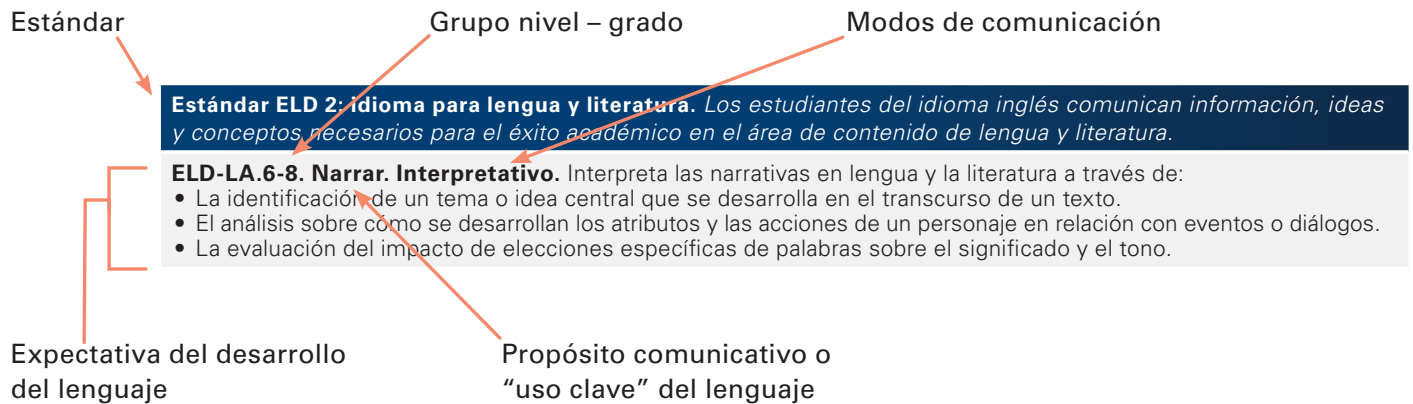 Estándar
Grupo nivel – grado
Modos de comunicación
Estándar ELD 2: idioma para lengua y literatura. Los estudiantes del idioma inglés comunican información, ideas
y conceptos necesarios para el éxito académico en el área de contenido de lengua y literatura.
ELD-LA.6-8. Narrar. Interpretativo. Interpreta las narrativas en lengua y la literatura a través de:
• La identificación de un tema o idea central que se desarrolla en el transcurso de un texto.
• El análisis sobre cómo se desarrollan los atributos y las acciones de un personaje en relación con eventos o diálogos.
• La evaluación del impacto de elecciones específicas de palabras sobre el significado y el tono.
Expectativa del desarrollo
del lenguaje
Propósito comunicativo o
“uso clave” del lenguaje